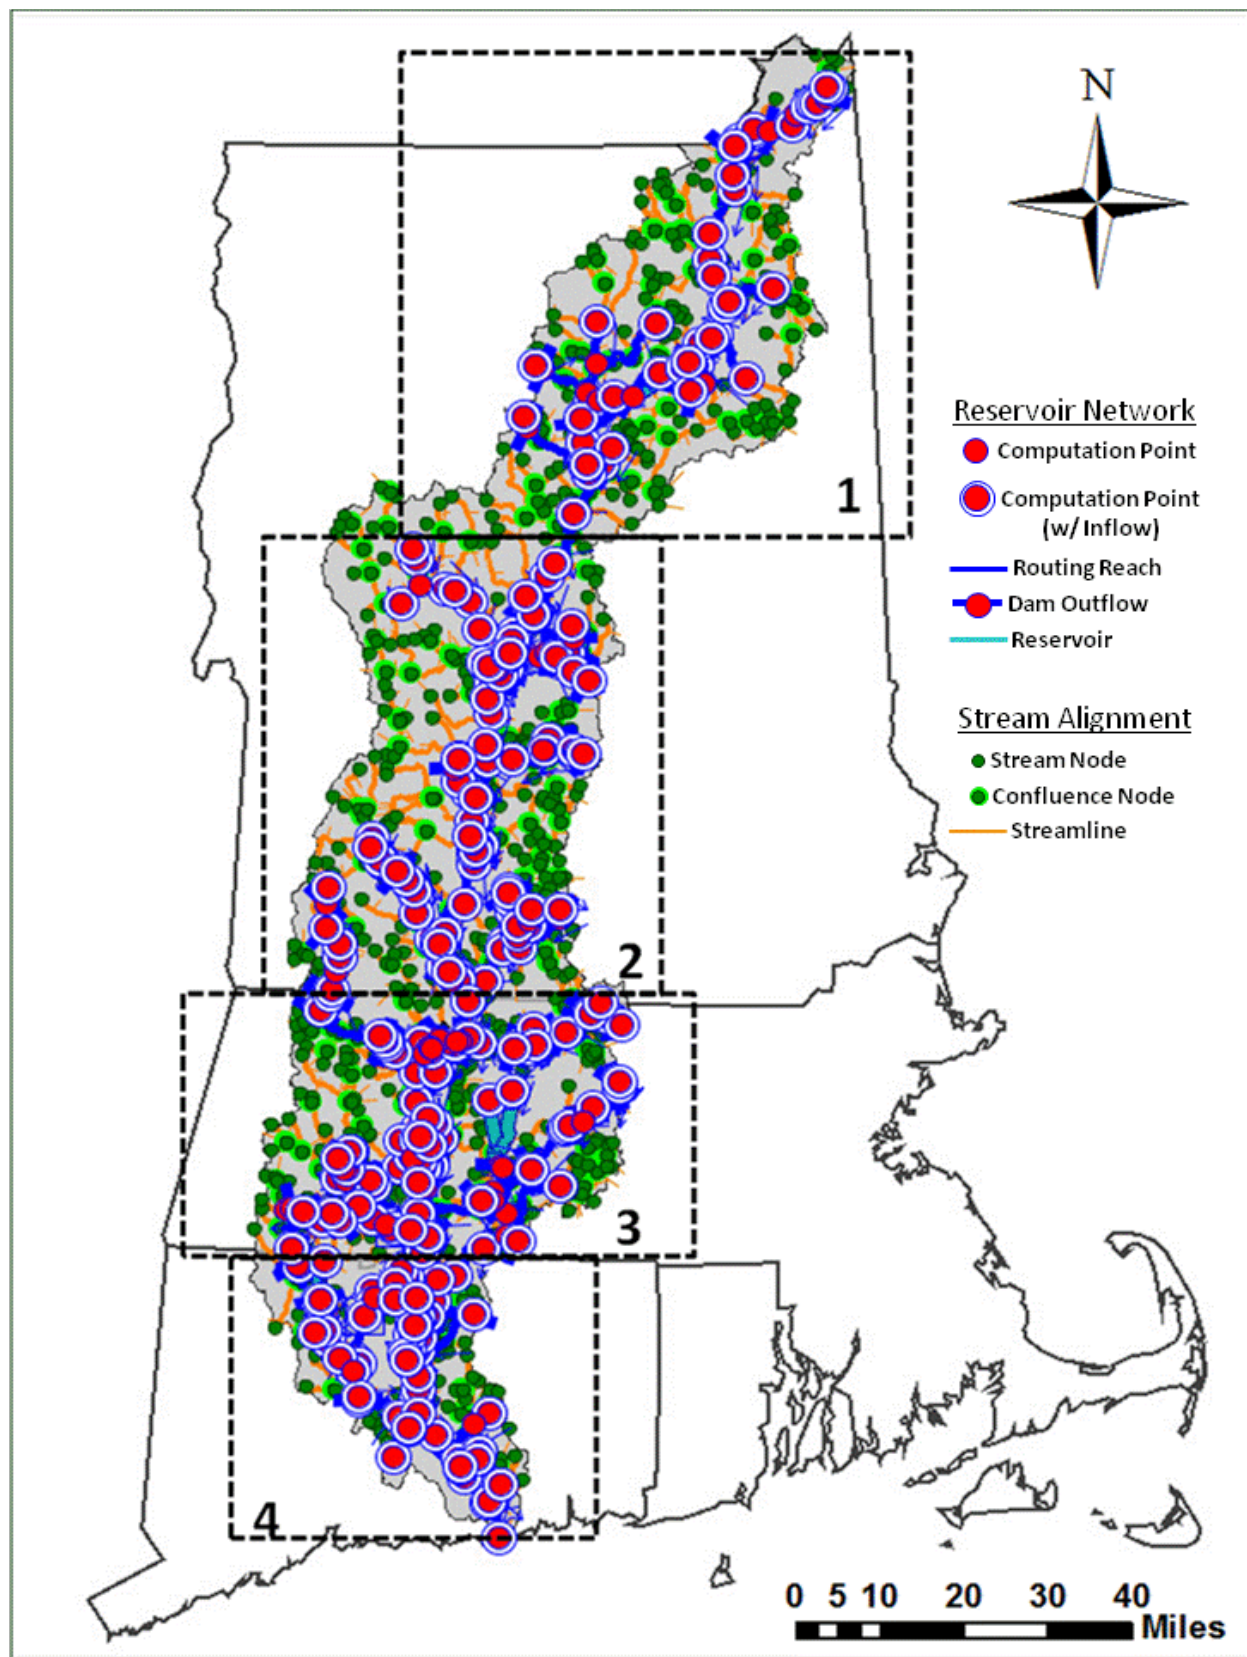 N
Reservoir Network
Computation Point
Computation Point
(w/ Inflow)
Routing Reach
Dam Outflow
Reservoir
Stream Alignment
Stream Node
Confluence Node
Streamline
1
2
3
4
0 5 10 20 30 40
Miles